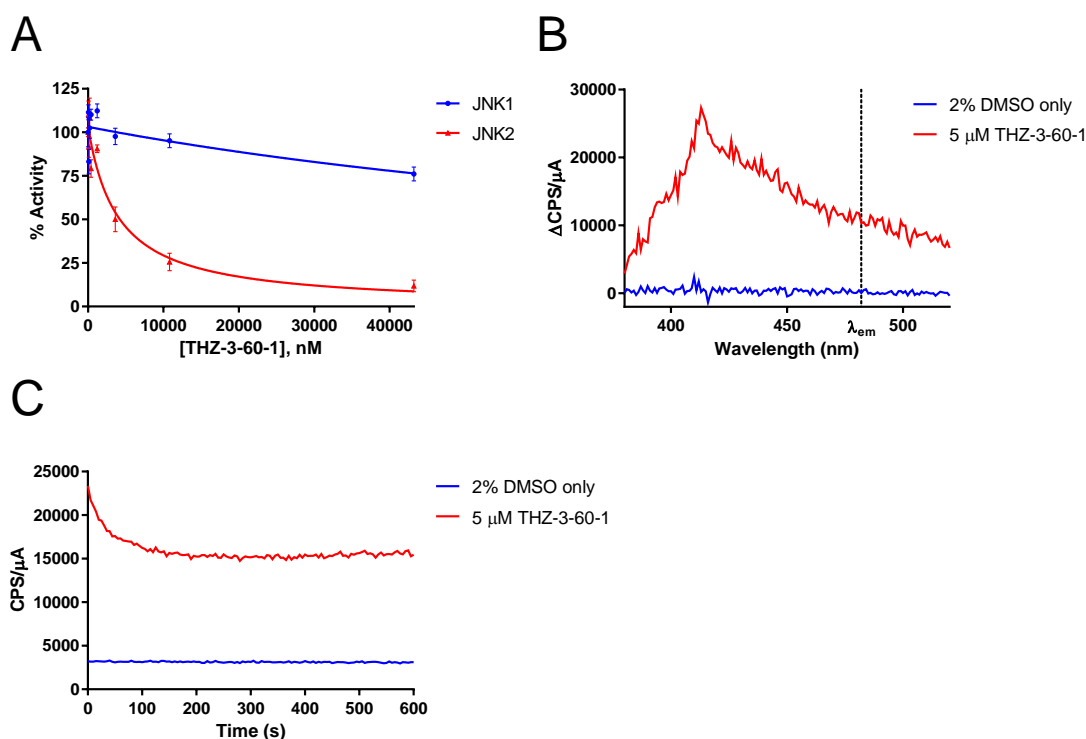 A
125
100
75
50
25
0
% Activity
0 10000 20000 30000 40000
[THZ-3-60-1], nM
JNK1
JNK2
B
30000
20000
10000
0
ΔCPS/μA
400 450 λem 500
Wavelength (nm)
2% DMSO only
5 μM THZ-3-60-1
C
25000
20000
15000
10000
5000
0
CPS/μA
0 100 200 300 400 500 600
Time (s)
2% DMSO only
5 μM THZ-3-60-1